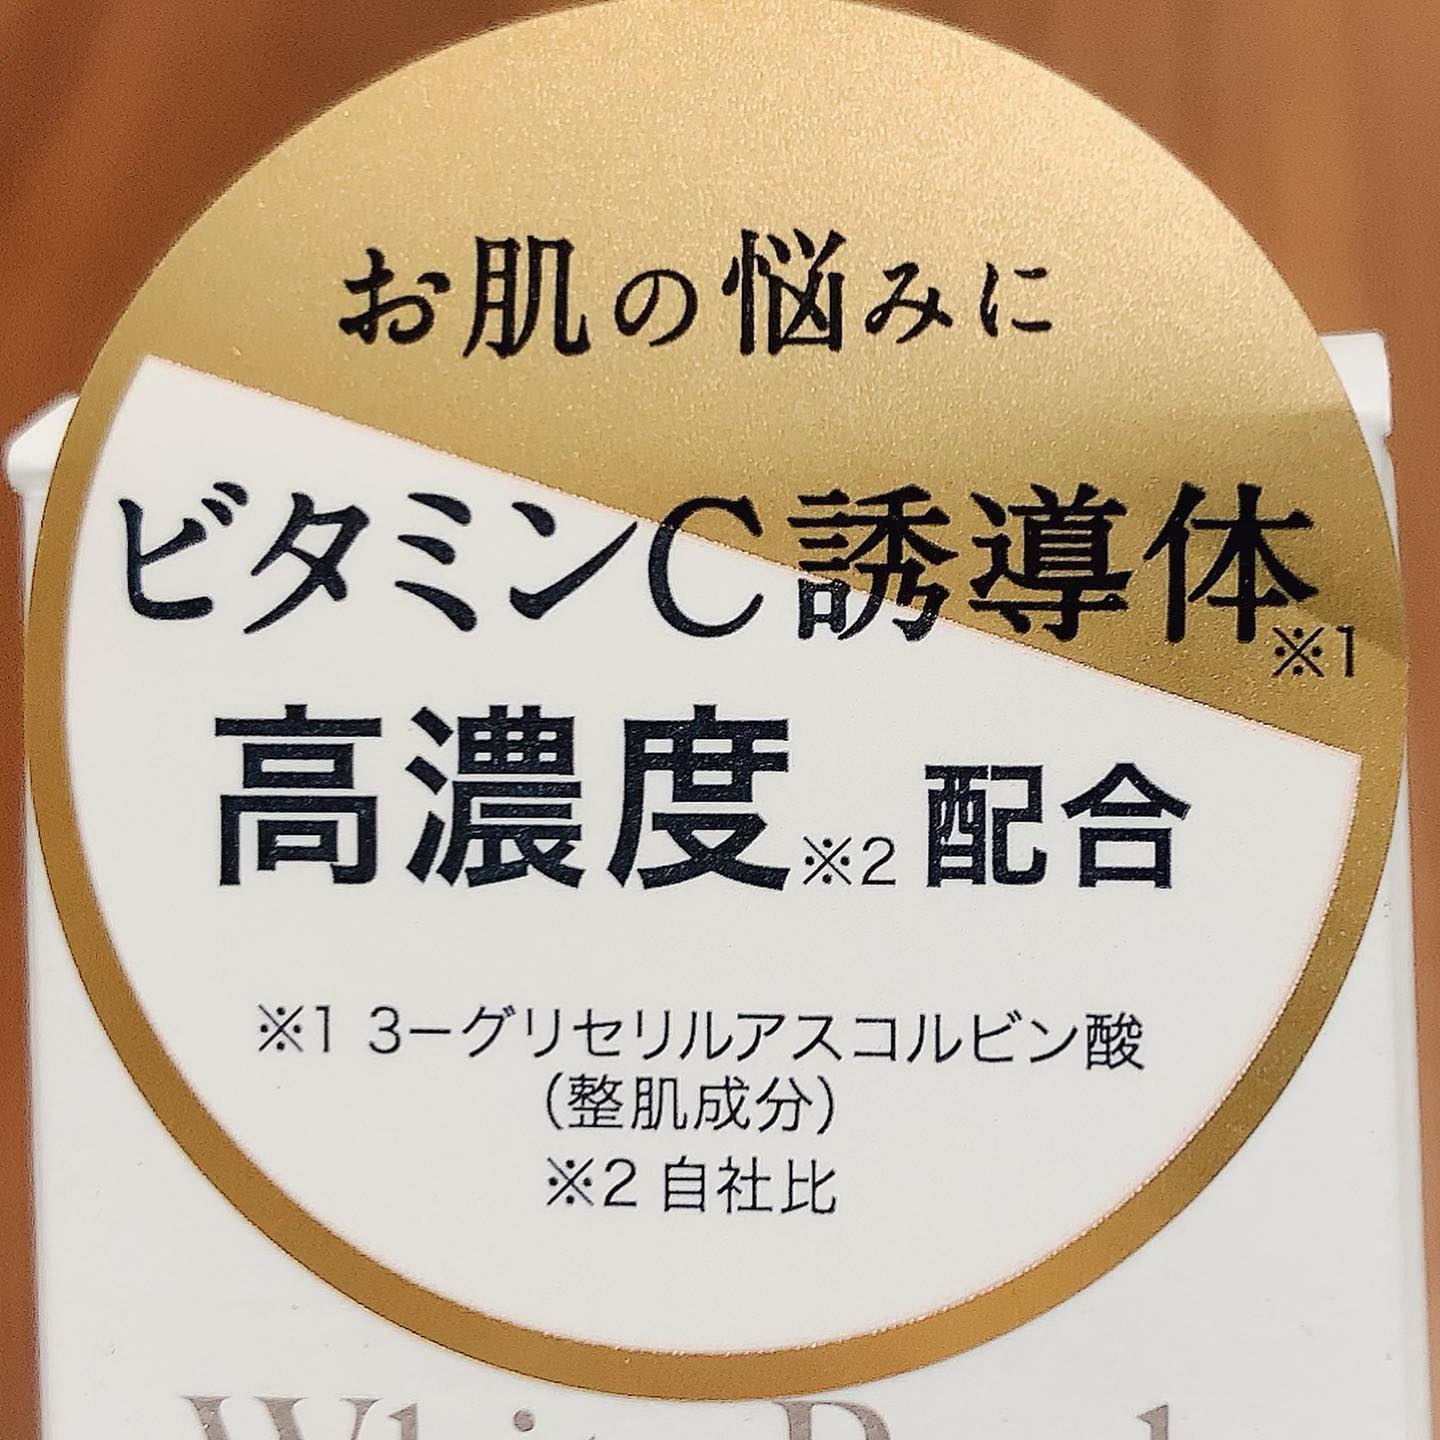 お肌の悩みに
ビタミンC誘導体※1
高濃度※2 配合
※1 3−グリセリルアスコルビン酸
(整肌成分)
※2 自社比